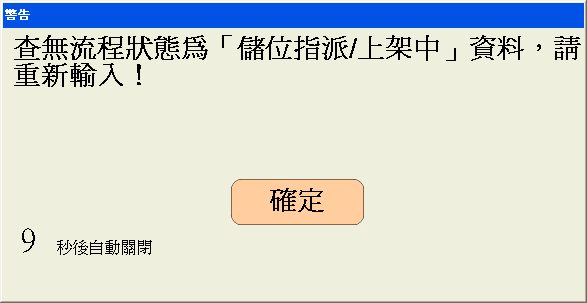 警告
查無流程狀態為「儲位指派/上架中」資料，請
重新輸入！
確定
9 秒後自動關閉